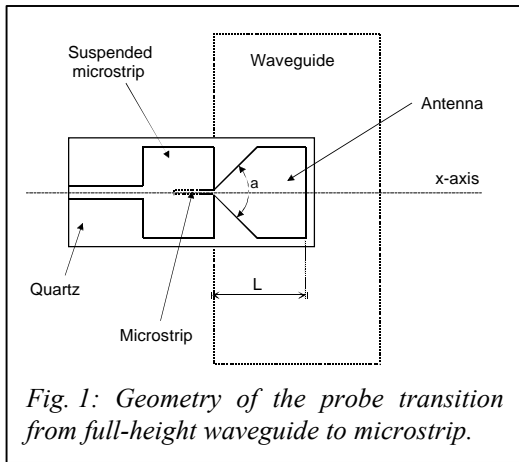 Suspended
microstrip
Waveguide
Antenna
a
x-axis
Quartz
L
Microstrip
Fig. 1: Geometry of the probe transition
from full-height waveguide to microstrip.